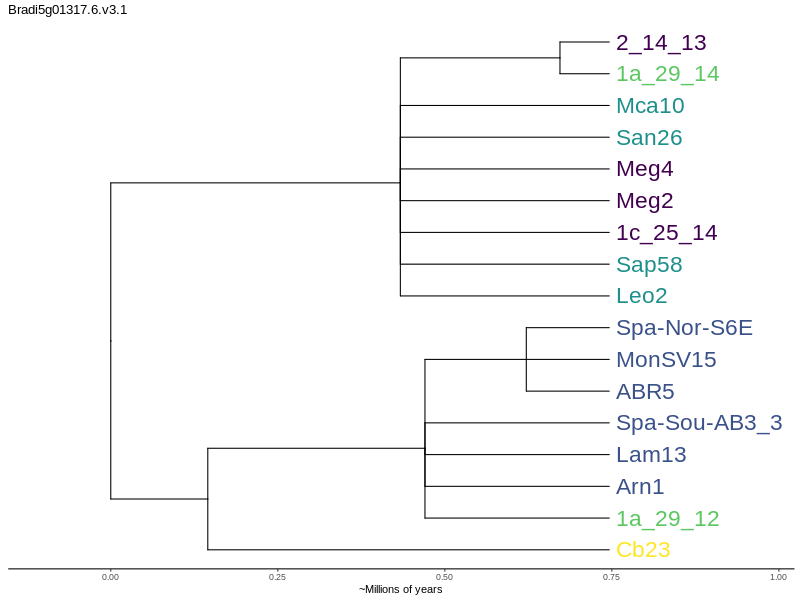 Bradi5g01317.6.v3.1
2_14_13
1a_29_14
Mca10
San26
Meg4
Meg2
1c_25_14
Sap58
Leo2
Spa-Nor-S6E
MonSV15
ABR5
Spa-Sou-AB3_3
Lam13
Arn1
1a_29_12
Cb23
0.00 0.25 0.50 0.75 1.00
~Millions of years